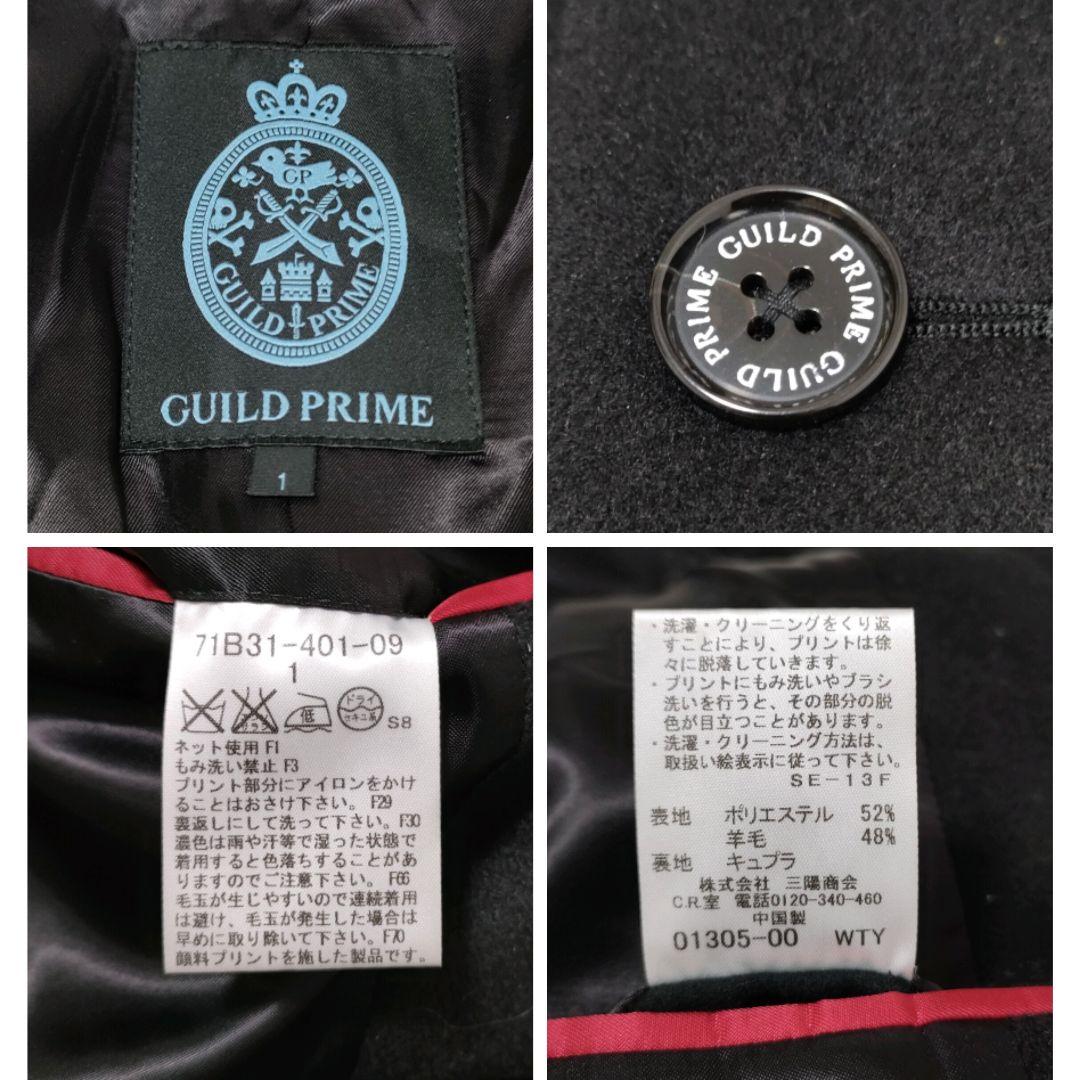 GP
GUILD PRIME
GUILD PRIME
1
GUILD PRIME GUILD PRIME
71B31-401-09
1
サラシ
低
ドライ
セキユ系
S8
ネット使用 F1
もみ洗い禁止 F3
プリント部分にアイロンをかけ
ることはおさけ下さい。 F29
裏返しにして洗って下さい。F30
濃色は雨や汗等で湿った状態で
着用すると色落ちすることがあ
りますのでご注意下さい。 F66
毛玉が生じやすいので連続着用
は避け、毛玉が発生した場合は
早めに取り除いて下さい。F70
顔料プリントを施した製品です。
・洗濯・クリーニングをくり返
すことにより、プリントは徐
々に脱落していきます。
・プリントにもみ洗いやブラシ
洗いを行うと、その部分の脱
色が目立つことがあります。
・洗濯・クリーニング方法は、
取扱い絵表示に従って下さい。
SE-13F
表地 ポリエステル 52%
羊毛 48%
裏地 キュプラ
株式会社 三陽商会
C.R.室 電話0120-340-460
中国製
01305-00 WTY